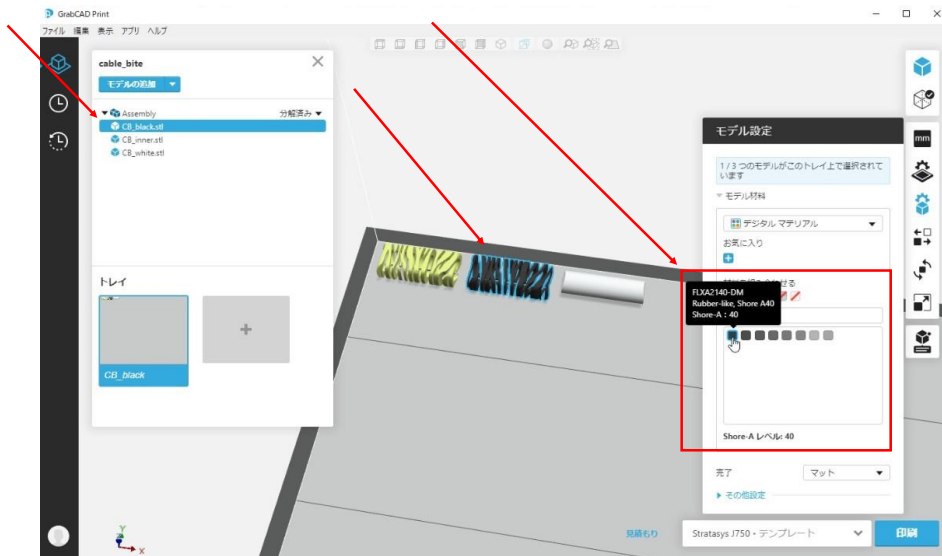 GrabCAD Print
ファイル 編集 表示 アプリ ヘルプ
cable_bite
モデルの追加
Assembly
分解済み
CB_black.stl
CB_inner.stl
CB_white.stl
トレイ
CB_black
モデル設定
1 / 3 つのモデルがこのトレイ上で選択されています
モデル材料
デジタル マテリアル
お気に入り
せる
FLXA2140-DM
Rubber-like, Shore A40
Shore-A : 40
Shore-A レベル: 40
完了
マット
その他設定
mm
Y
X
見積もり
Stratasys J750 - テンプレート
印刷